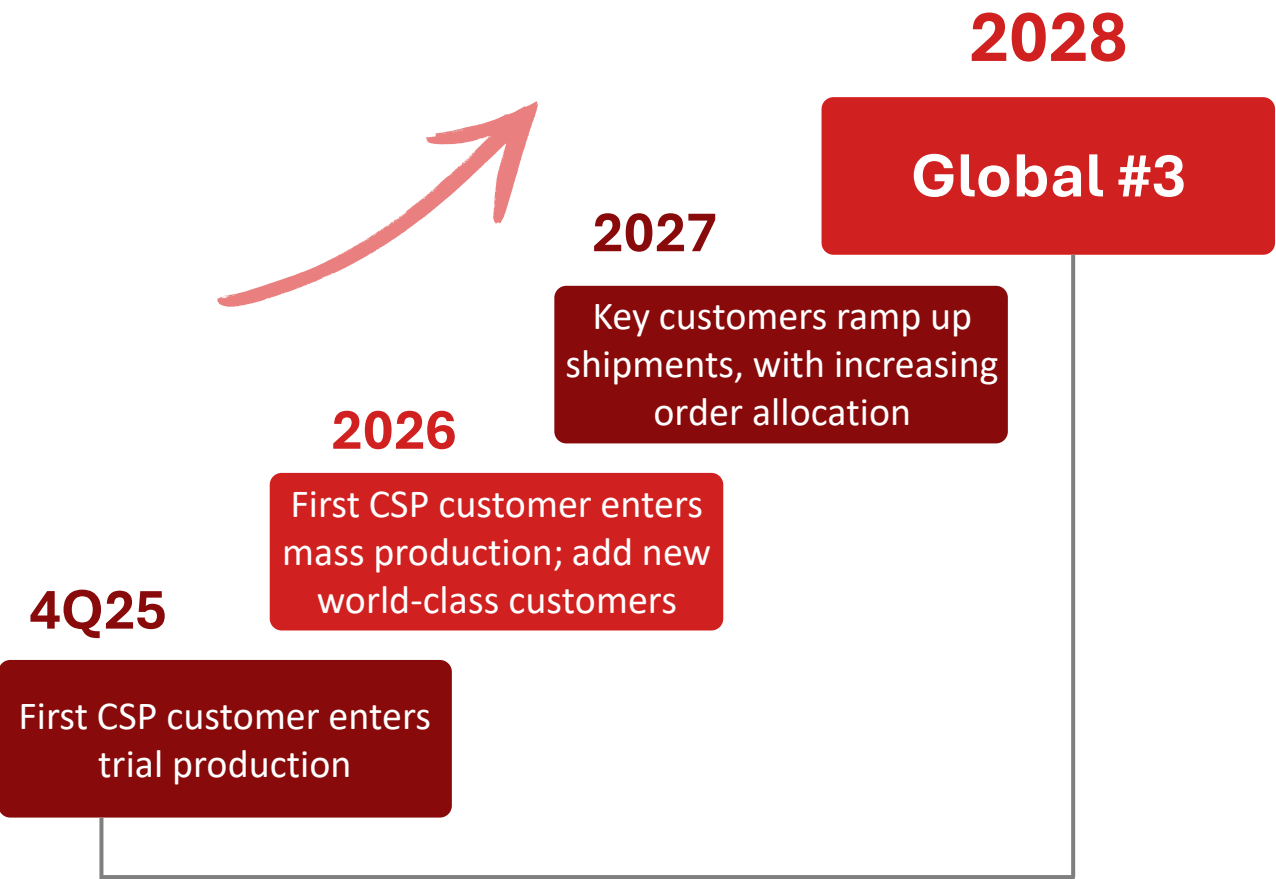 2028
Global #3
2027
Key customers ramp up
shipments, with increasing
order allocation
2026
First CSP customer enters
mass production; add new
world-class customers
4Q25
First CSP customer enters
trial production